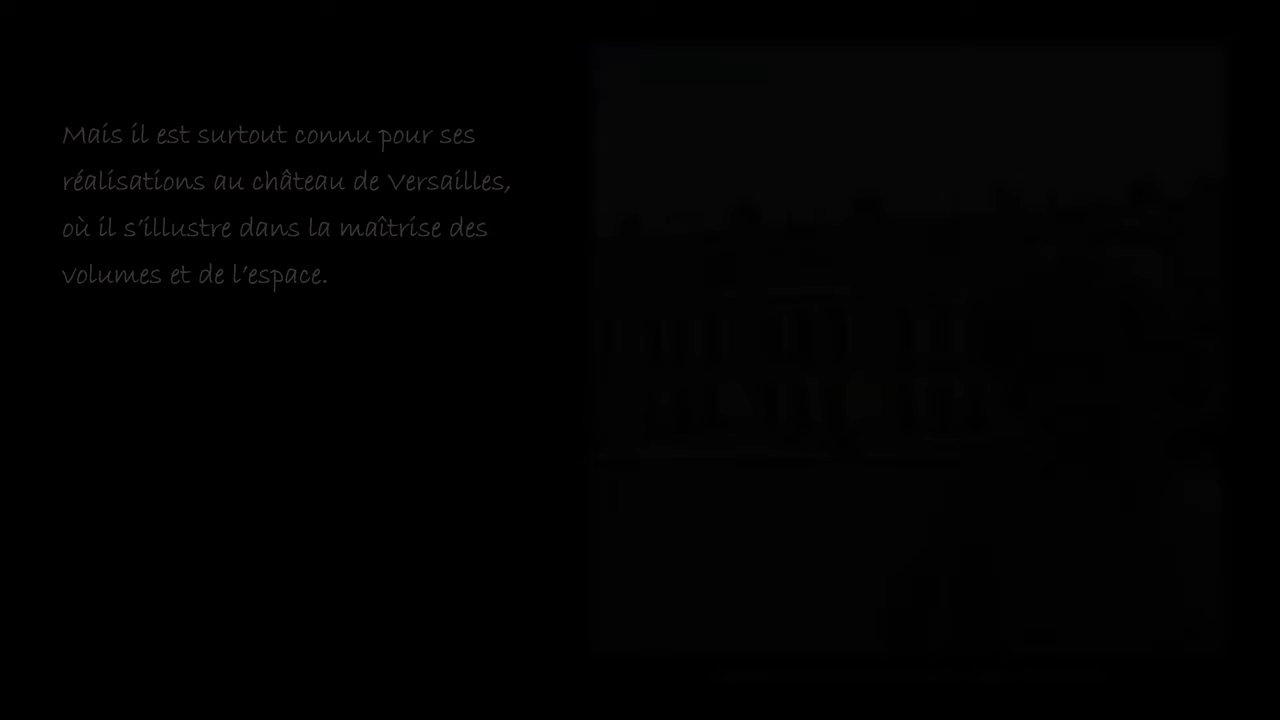 Mais il est surtout connu pour ses
réalisations au château de Versailles,
où il s'illustre dans la maîtrise des
volumes et de l'espace.